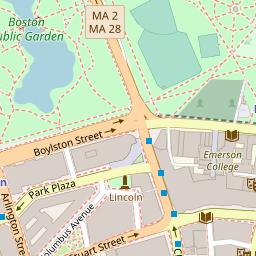 MA 2
MA 28
Boston
Public Garden
Boylston Street
Emerson
College
Park Plaza
Lincoln
Arlington Street
Columbus Avenue
Stuart Street